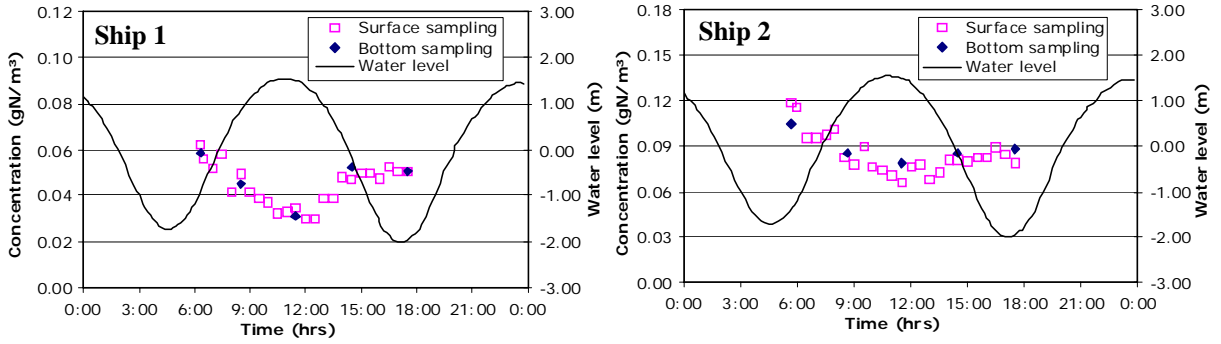 Ship 1
Surface sampling
Bottom sampling
Water level
Concentration (gN/m³)
0.12
0.10
0.08
0.06
0.04
0.02
0.00
3.00
2.00
1.00
0.00
-1.00
-2.00
-3.00
Water level (m)
0:00 3:00 6:00 9:00 12:00 15:00 18:00 21:00 0:00
Time (hrs)
Ship 2
Surface sampling
Bottom sampling
Water level
Concentration (gN/m³)
0.18
0.15
0.12
0.09
0.06
0.03
0.00
3.00
2.00
1.00
0.00
-1.00
-2.00
-3.00
Water level (m)
0:00 3:00 6:00 9:00 12:00 15:00 18:00 21:00 0:00
Time (hrs)